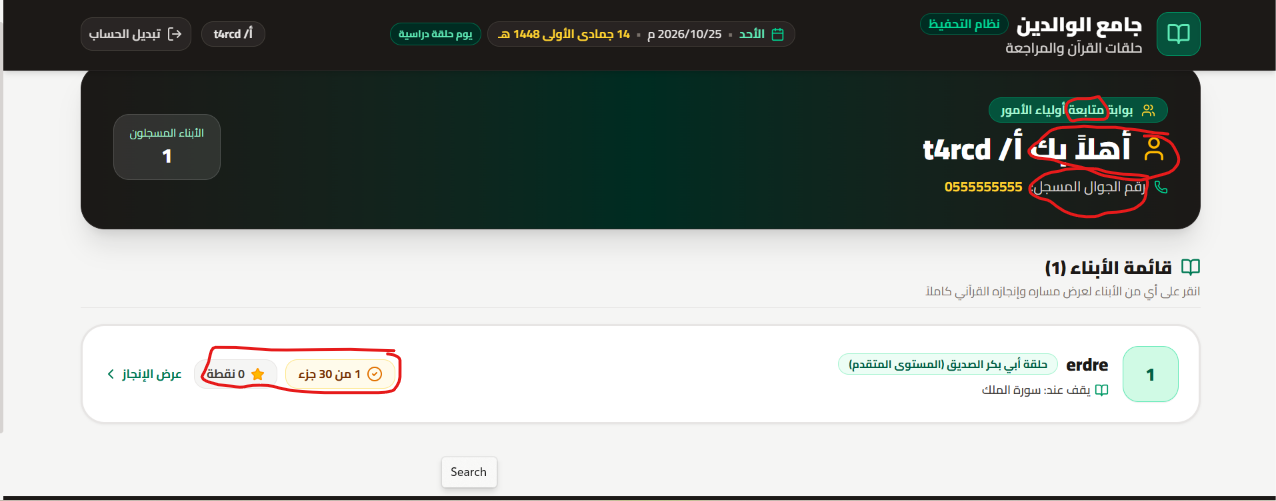 جامع الوالدين نظام التحفيظ
حلقات القرآن والمراجعة
الأحد • 2026/10/25 م • 14 جمادى الأولى 1448 هـ
يوم حلقة دراسية
أ/ t4rcd
تبديل الحساب
بوابة متابعة أولياء الأمور
أهلاً بك أ/ t4rcd
رقم الجوال المسجل: 0555555555
الأبناء المسجلون
1
قائمة الأبناء (1)
انقر على أي من الأبناء لعرض مساره وإنجازه القرآني كاملاً
1
erdre حلقة أبي بكر الصديق (المستوى المتقدم)
يقف عند: سورة الملك
1 من 30 جزء
0 نقطة
عرض الإنجاز
Search